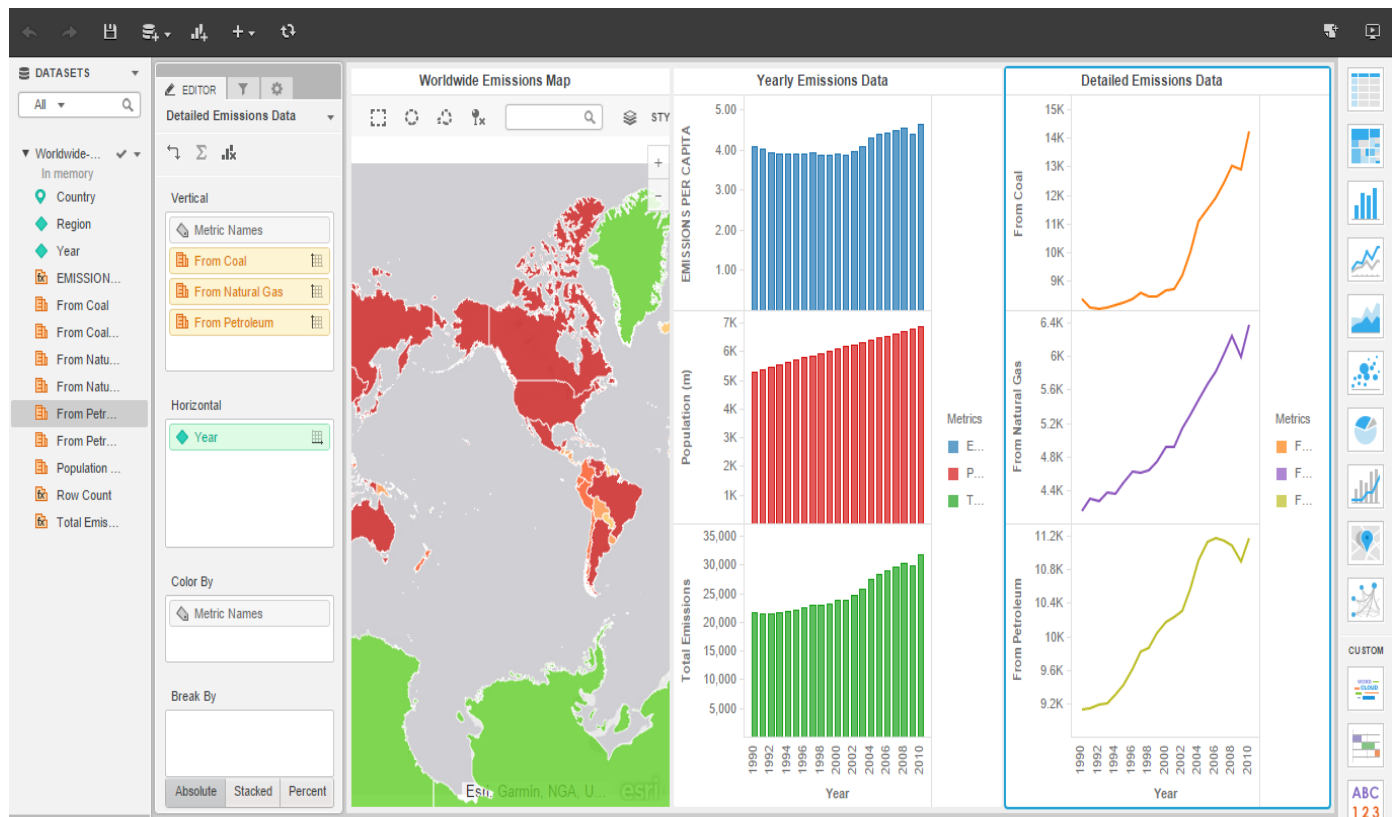 DATASETS
All
Worldwide-...
In memory
Country
Region
Year
EMISSION...
From Coal
From Coal...
From Natu...
From Natu...
From Petr...
From Petr...
Population ...
Row Count
Total Emis...
EDITOR
Detailed Emissions Data
Vertical
Metric Names
From Coal
From Natural Gas
From Petroleum
Horizontal
Year
Color By
Metric Names
Break By
Absolute Stacked Percent
Worldwide Emissions Map
STY
+
-
Esri, Garmin, NGA, U...
esri
Yearly Emissions Data
EMISSIONS PER CAPITA
5.00
4.00
3.00
2.00
1.00
Population (m)
7K
6K
5K
4K
3K
2K
1K
Total Emissions
35,000
30,000
25,000
20,000
15,000
10,000
5,000
1990 1992 1994 1996 1998 2000 2002 2004 2006 2008 2010
Year
Metrics
E...
P...
T...
Detailed Emissions Data
From Coal
15K
14K
13K
12K
11K
10K
9K
From Natural Gas
6.4K
6K
5.6K
5.2K
4.8K
4.4K
From Petroleum
11.2K
10.8K
10.4K
10K
9.6K
9.2K
1990 1992 1994 1996 1998 2000 2002 2004 2006 2008 2010
Year
Metrics
F...
F...
F...
CUSTOM
WORD
CLOUD
ABC
123